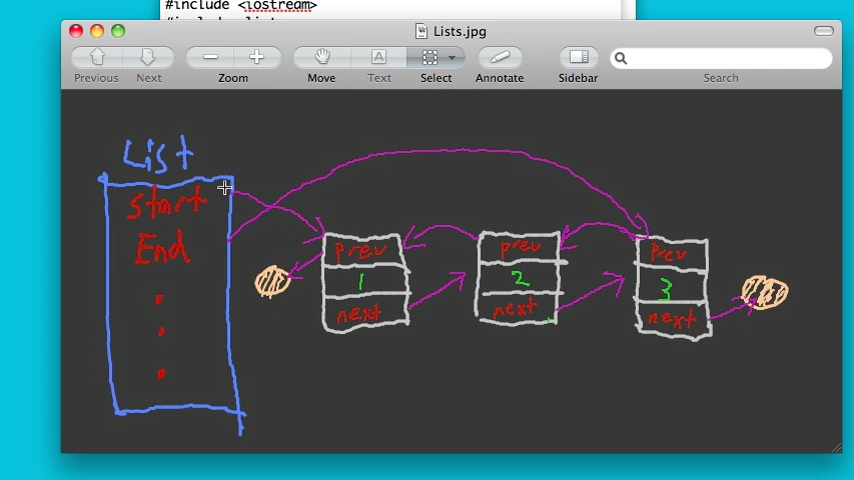 #include <iostream>
Lists.jpg
Previous Next Zoom Move Text Select Annotate Sidebar Search
List
Start
End
prev
1
next
prev
2
next
prev
3
next